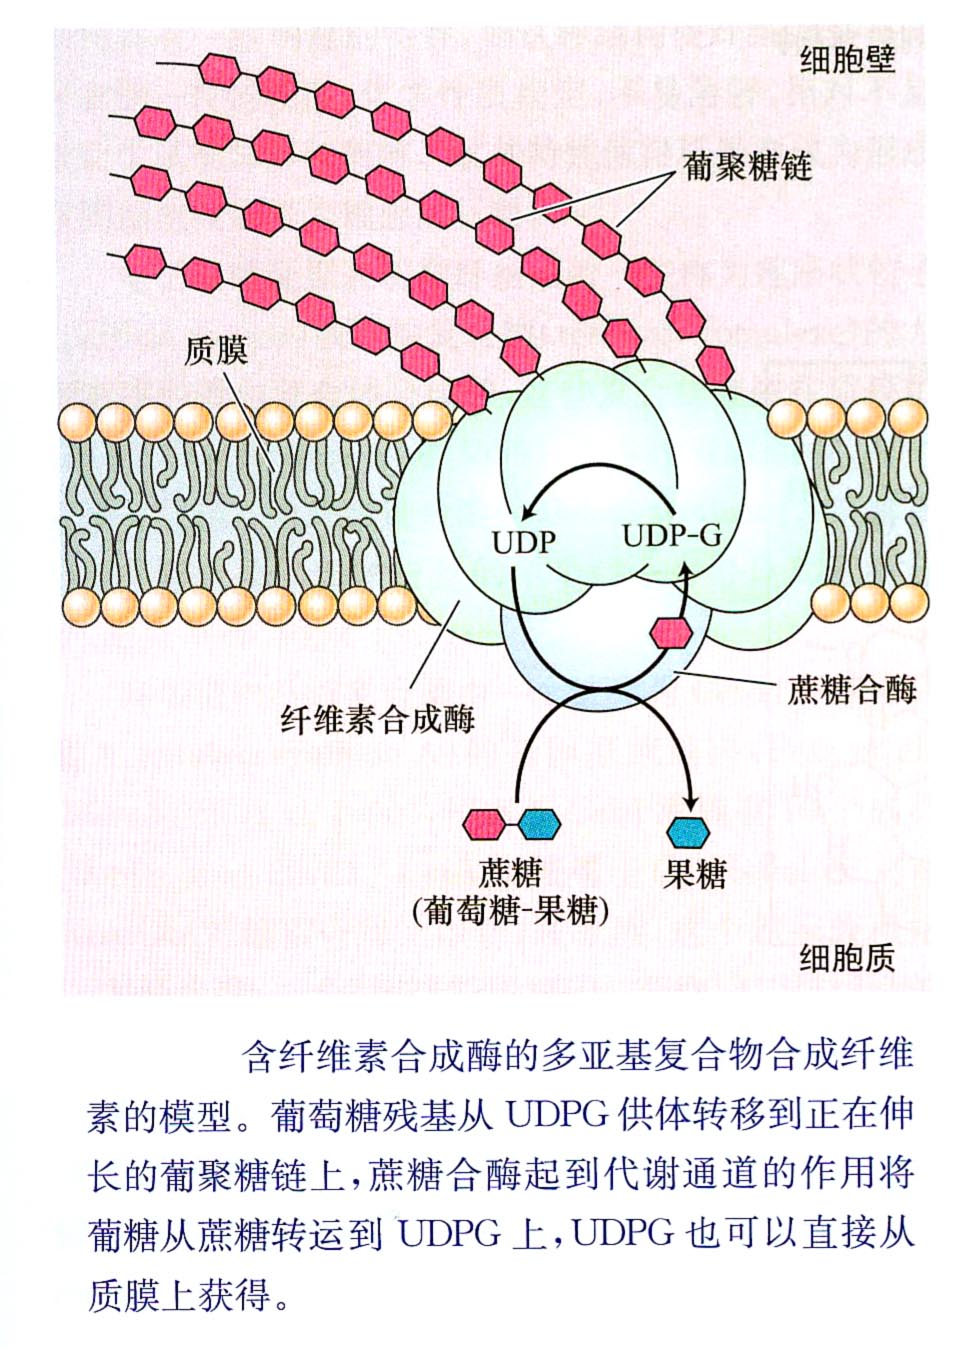 细胞壁
葡聚糖链
质膜
UDP
UDP-G
蔗糖合酶
纤维素合成酶
蔗糖
(葡萄糖-果糖)
果糖
细胞质
含纤维素合成酶的多亚基复合物合成纤维
素的模型。葡萄糖残基从 UDPG 供体转移到正在伸
长的葡聚糖链上,蔗糖合酶起到代谢通道的作用将
葡糖从蔗糖转运到 UDPG 上,UDPG 也可以直接从
质膜上获得。